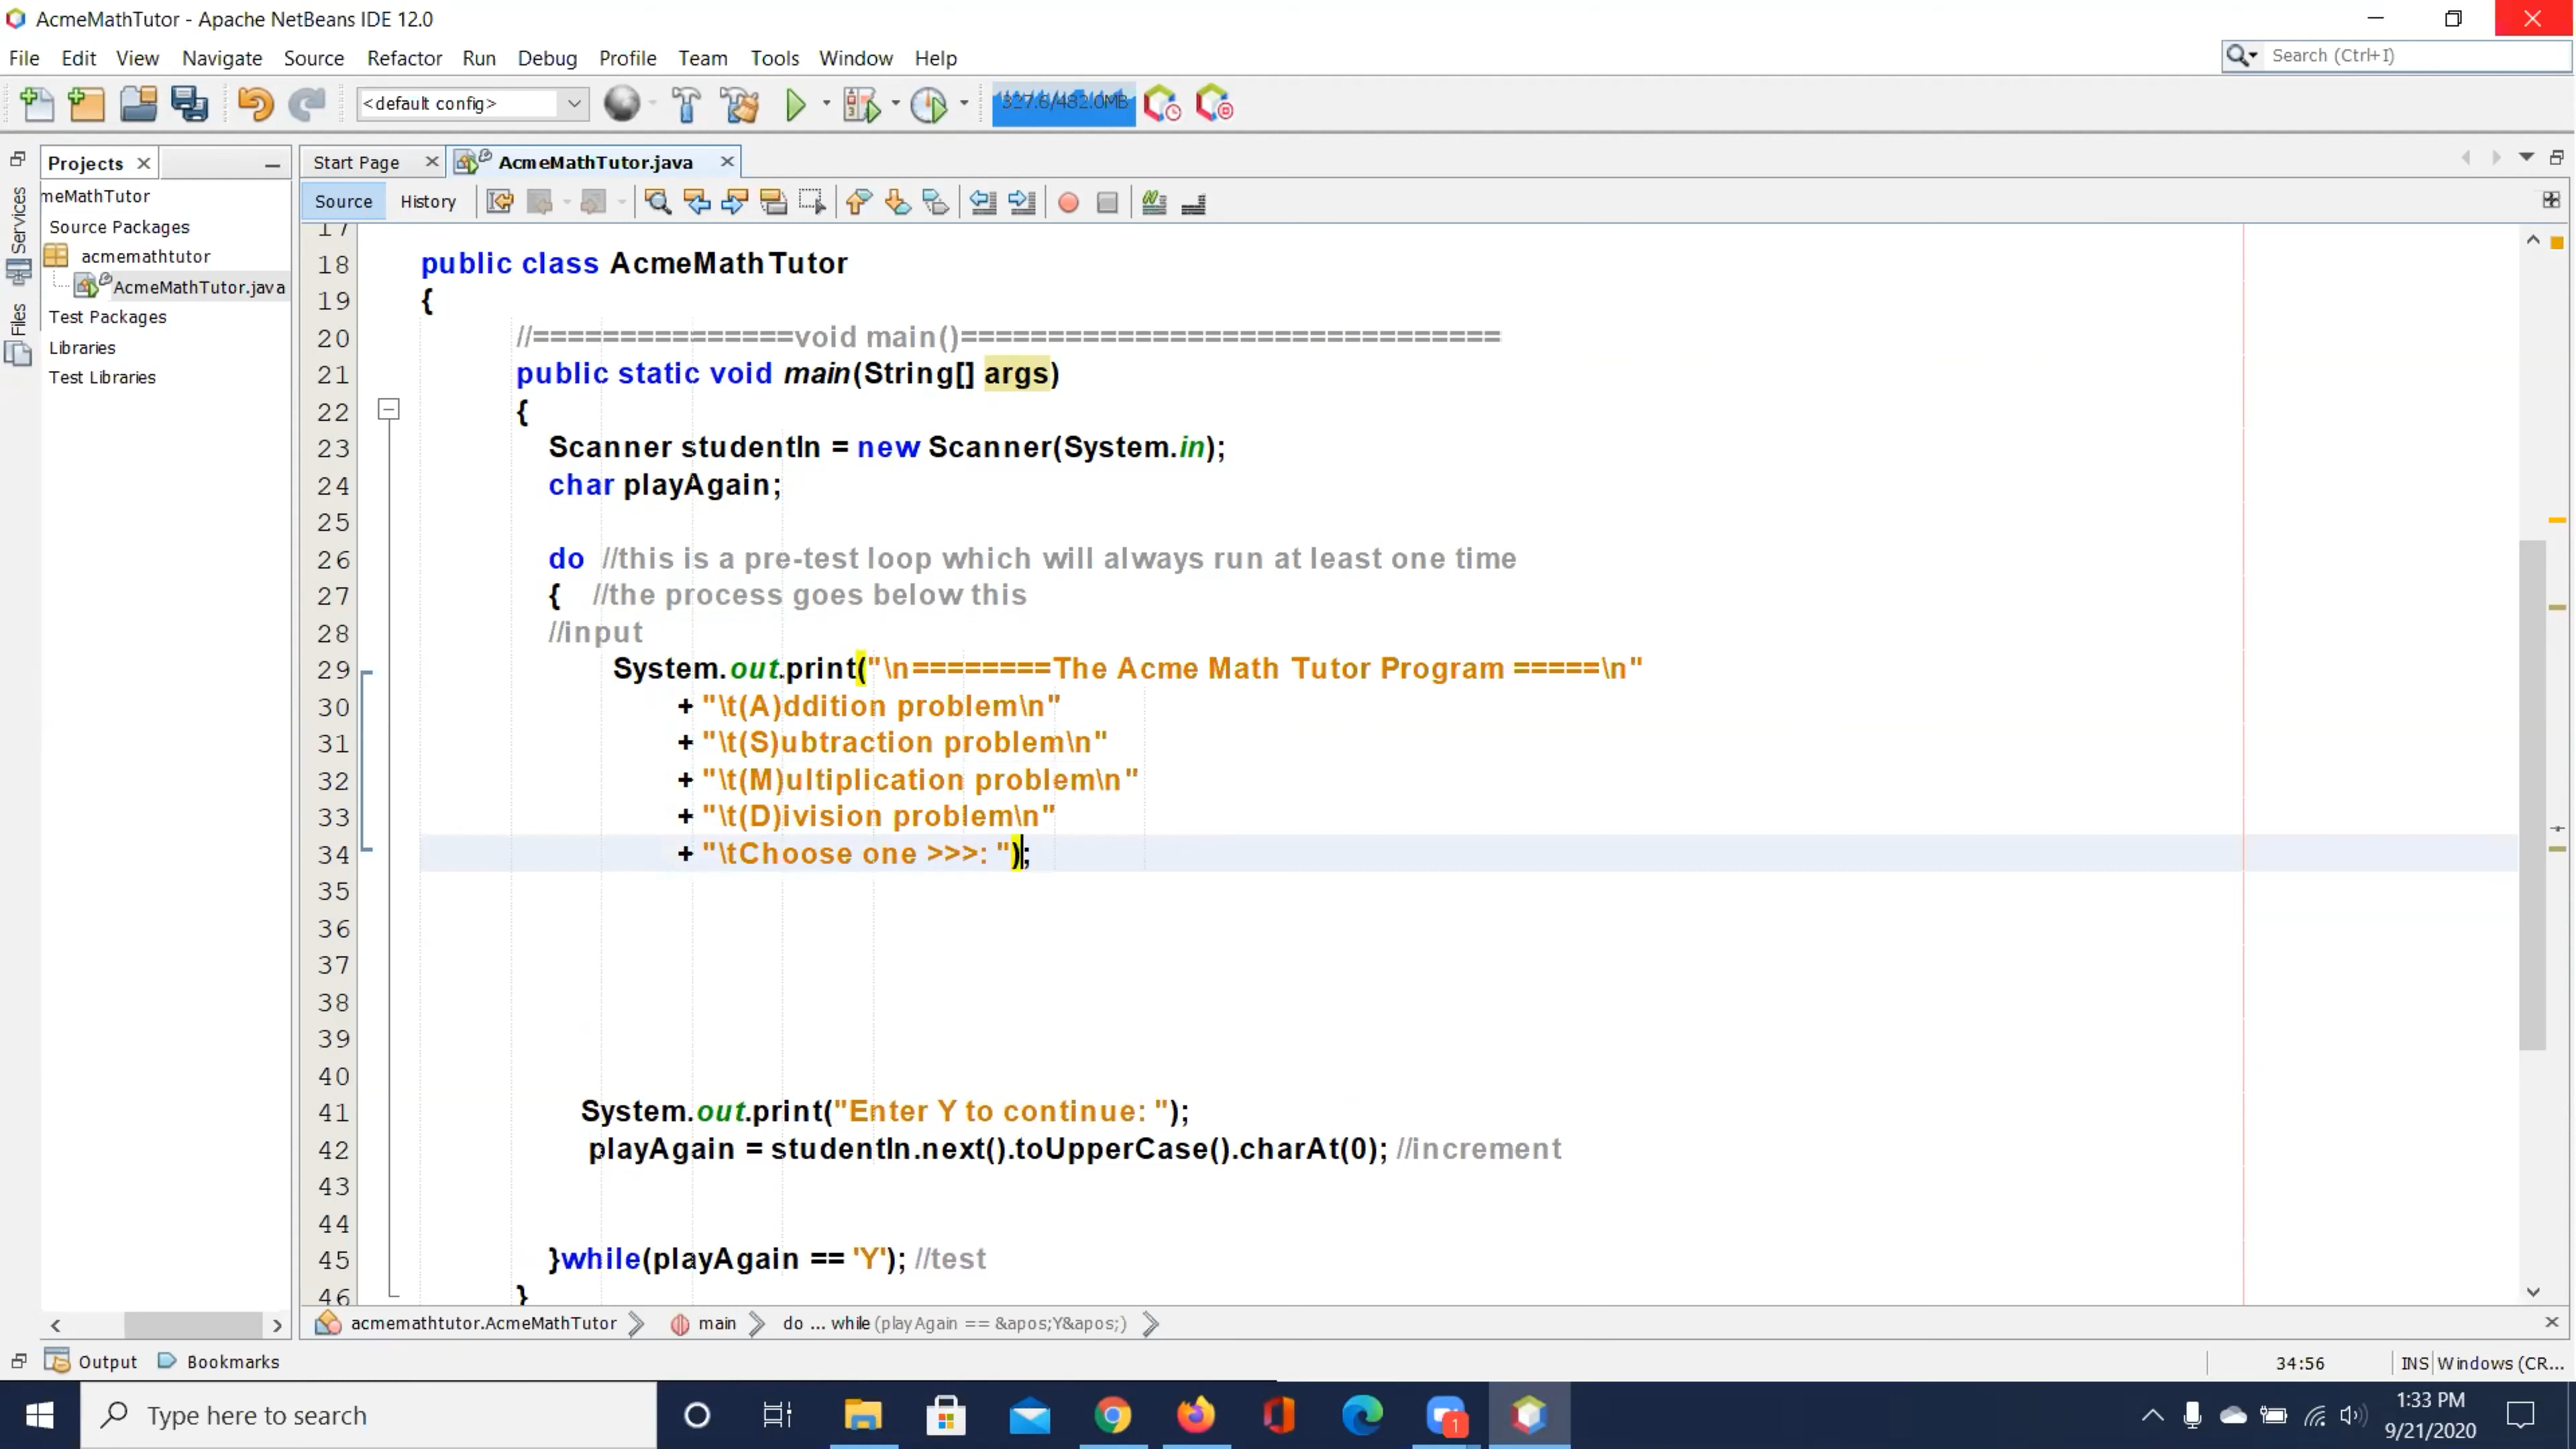 AcmeMathTutor - Apache NetBeans IDE 12.0
File Edit View Navigate Source Refactor Run Debug Profile Team Tools Window Help
Search (Ctrl+I)
<default config>
327.6/482.0MB
Projects
Start Page
AcmeMathTutor.java
meMathTutor
Source Packages
acmemathtutor
AcmeMathTutor.java
Test Packages
Libraries
Test Libraries
Services
Files
Source History
17
18 public class AcmeMathTutor
19 {
20 //===============void main()===============================
21 public static void main(String[] args)
22 {
23 Scanner studentIn = new Scanner(System.in);
24 char playAgain;
25
26 do //this is a pre-test loop which will always run at least one time
27 { //the process goes below this
28 //input
29 System.out.print("\n========The Acme Math Tutor Program =====\n"
30 + "\t(A)ddition problem\n"
31 + "\t(S)ubtraction problem\n"
32 + "\t(M)ultiplication problem\n"
33 + "\t(D)ivision problem\n"
34 + "\tChoose one >>>: ");
35
36
37
38
39
40
41 System.out.print("Enter Y to continue: ");
42 playAgain = studentIn.next().toUpperCase().charAt(0); //increment
43
44
45 }while(playAgain == 'Y'); //test
46 }
acmemathtutor.AcmeMathTutor main do ... while (playAgain == &apos;Y&apos;)
Output Bookmarks
34:56 INS Windows (CR...
Type here to search
1
1:33 PM
9/21/2020